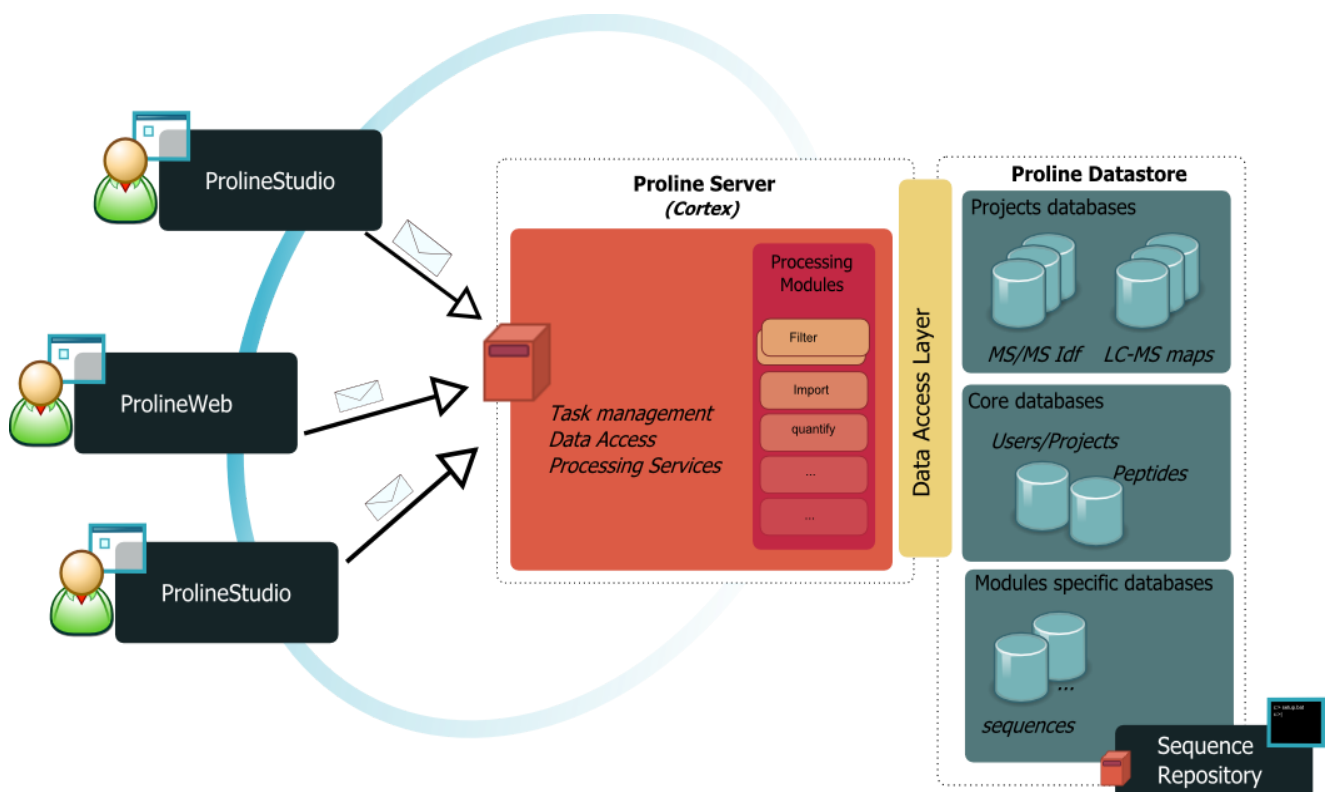 ProlineStudio
ProlineWeb
ProlineStudio
Proline Server
(Cortex)
Processing
Modules
Filter
Import
quantify
...
...
Task management
Data Access
Processing Services
Data Access Layer
Proline Datastore
Projects databases
MS/MS Idf
LC-MS maps
Core databases
Users/Projects
Peptides
Modules specific databases
...
sequences
Sequence
Repository